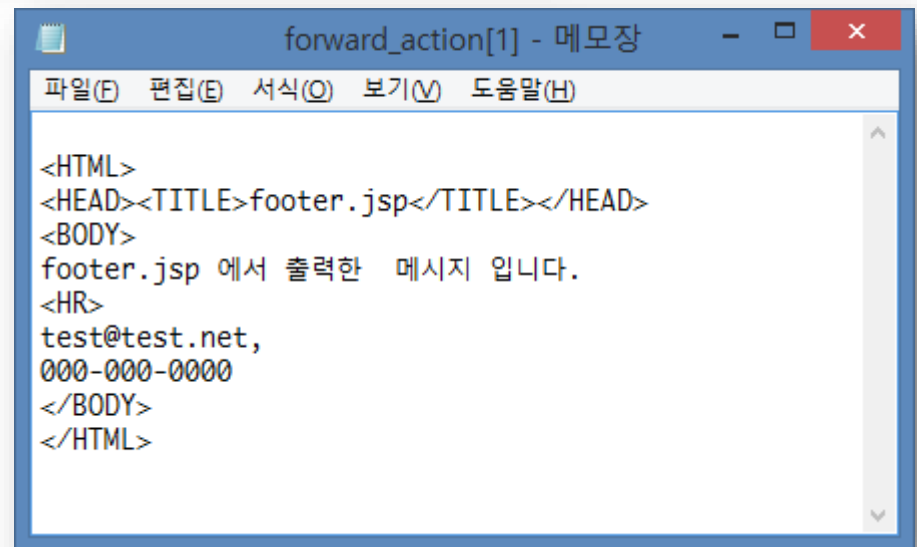 forward_action[1] - 메모장
파일(F) 편집(E) 서식(O) 보기(V) 도움말(H)
<HTML>
<HEAD><TITLE>footer.jsp</TITLE></HEAD>
<BODY>
footer.jsp 에서 출력한  메시지 입니다.
<HR>
test@test.net,
000-000-0000
</BODY>
</HTML>